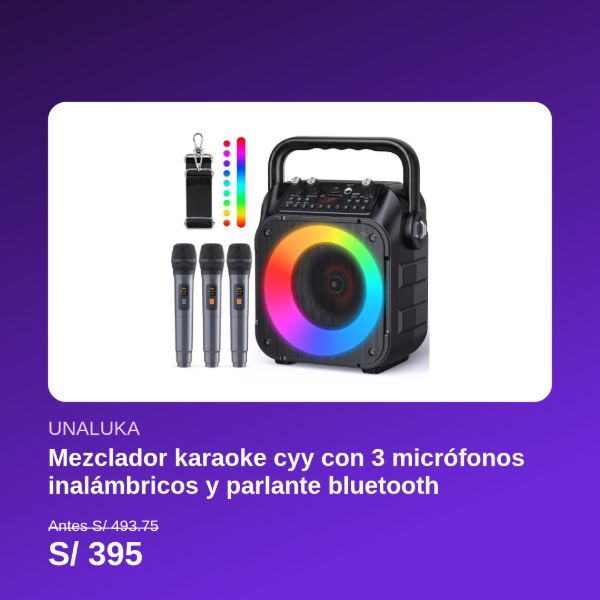 UNALUKA
Mezclador karaoke cyy con 3 micrófonos
inalámbricos y parlante bluetooth
Antes S/ 493.75
S/ 395